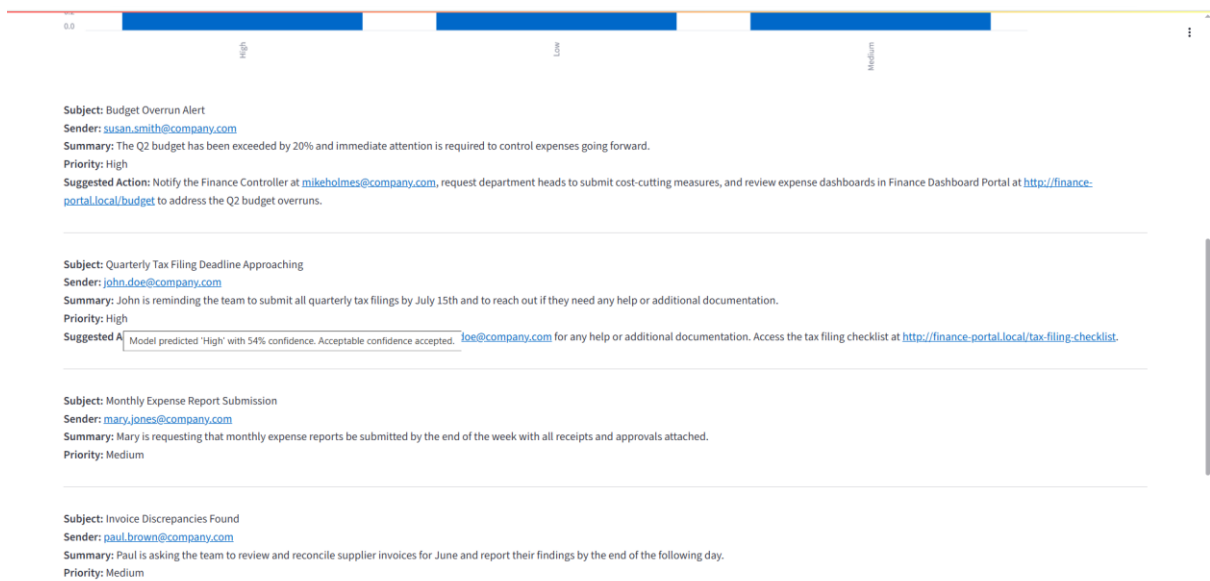 0.0
High
Low
Medium
Subject: Budget Overrun Alert
Sender: susan.smith@company.com
Summary: The Q2 budget has been exceeded by 20% and immediate attention is required to control expenses going forward.
Priority: High
Suggested Action: Notify the Finance Controller at mikeholmes@company.com, request department heads to submit cost-cutting measures, and review expense dashboards in Finance Dashboard Portal at http://finance-
portal.local/budget to address the Q2 budget overruns.
Subject: Quarterly Tax Filing Deadline Approaching
Sender: john.doe@company.com
Summary: John is reminding the team to submit all quarterly tax filings by July 15th and to reach out if they need any help or additional documentation.
Priority: High
Suggested A Model predicted 'High' with 54% confidence. Acceptable confidence accepted. doe@company.com for any help or additional documentation. Access the tax filing checklist at http://finance-portal.local/tax-filing-checklist.
Subject: Monthly Expense Report Submission
Sender: mary.jones@company.com
Summary: Mary is requesting that monthly expense reports be submitted by the end of the week with all receipts and approvals attached.
Priority: Medium
Subject: Invoice Discrepancies Found
Sender: paul.brown@company.com
Summary: Paul is asking the team to review and reconcile supplier invoices for June and report their findings by the end of the following day.
Priority: Medium